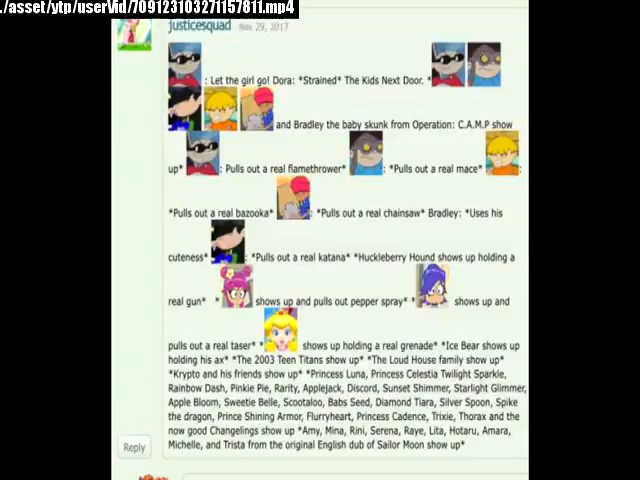 ./asset/ytp/userVid/709123103271157811.mp4
justicesquad Nov 29, 2017
: Let the girl go! Dora: *Strained* The Kids Next Door. *
and Bradley the baby skunk from Operation: C.A.M.P show
up* : Pulls out a real flamethrower* : *Pulls out a real mace* :
*Pulls out a real bazooka* : *Pulls out a real chainsaw* Bradley: *Uses his
cuteness* : *Pulls out a real katana* *Huckleberry Hound shows up holding a
real gun* * shows up and pulls out pepper spray* * shows up and
pulls out a real taser* * shows up holding a real grenade* *Ice Bear shows up
holding his ax* *The 2003 Teen Titans show up* *The Loud House family show up*
*Krypto and his friends show up* *Princess Luna, Princess Celestia Twilight Sparkle,
Rainbow Dash, Pinkie Pie, Rarity, Applejack, Discord, Sunset Shimmer, Starlight Glimmer,
Apple Bloom, Sweetie Belle, Scootaloo, Babs Seed, Diamond Tiara, Silver Spoon, Spike
the dragon, Prince Shining Armor, Flurryheart, Princess Cadence, Trixie, Thorax and the
now good Changelings show up* *Amy, Mina, Rini, Serena, Raye, Lita, Hotaru, Amara,
Michelle, and Trista from the original English dub of Sailor Moon show up*
Reply